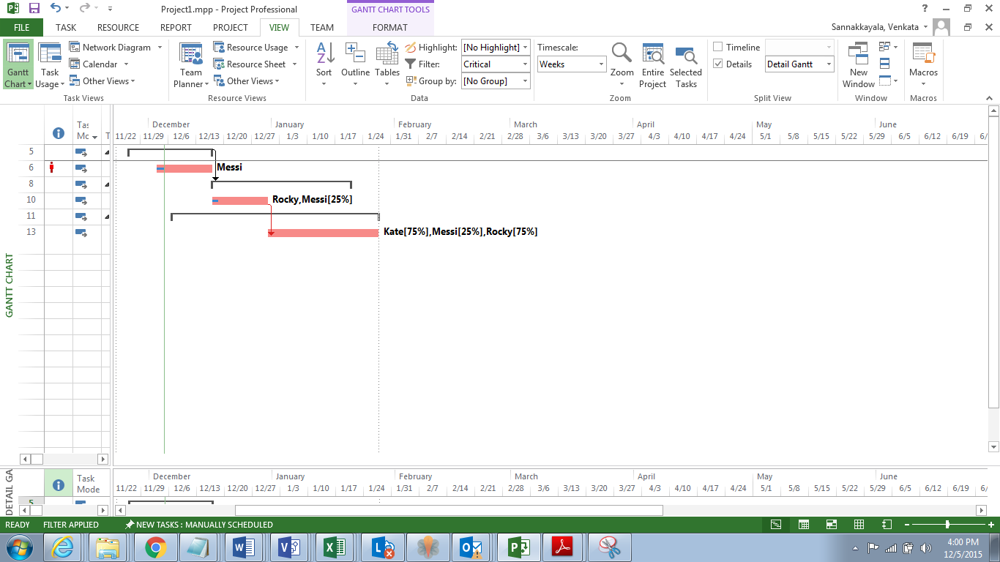 Project1.mpp - Project Professional
GANTT CHART TOOLS
?
FILE TASK RESOURCE REPORT PROJECT VIEW TEAM FORMAT
Sannakkayala, Venkata
Gantt Chart
Task Usage
Network Diagram
Calendar
Other Views
Task Views
Team Planner
Resource Usage
Resource Sheet
Other Views
Resource Views
Sort
Outline
Tables
Highlight: [No Highlight]
Filter: Critical
Group by: [No Group]
Data
Timescale:
Weeks
Zoom
Entire Project
Selected Tasks
Zoom
Timeline
Details Detail Gantt
Split View
New Window
Window
Macros
Macros
December January February March April May June
11/22 11/29 12/6 12/13 12/20 12/27 1/3 1/10 1/17 1/24 1/31 2/7 2/14 2/21 2/28 3/6 3/13 3/20 3/27 4/3 4/10 4/17 4/24 5/1 5/8 5/15 5/22 5/29 6/5 6/12 6/19 6/
5
6 Messi
8
10 Rocky,Messi[25%]
11
13 Kate[75%],Messi[25%],Rocky[75%]
GANTT CHART
DETAIL GA
Task Mode
December January February March April May June
11/22 11/29 12/6 12/13 12/20 12/27 1/3 1/10 1/17 1/24 1/31 2/7 2/14 2/21 2/28 3/6 3/13 3/20 3/27 4/3 4/10 4/17 4/24 5/1 5/8 5/15 5/22 5/29 6/5 6/12 6/19 6/
5
READY FILTER APPLIED NEW TASKS : MANUALLY SCHEDULED
4:00 PM
12/5/2015